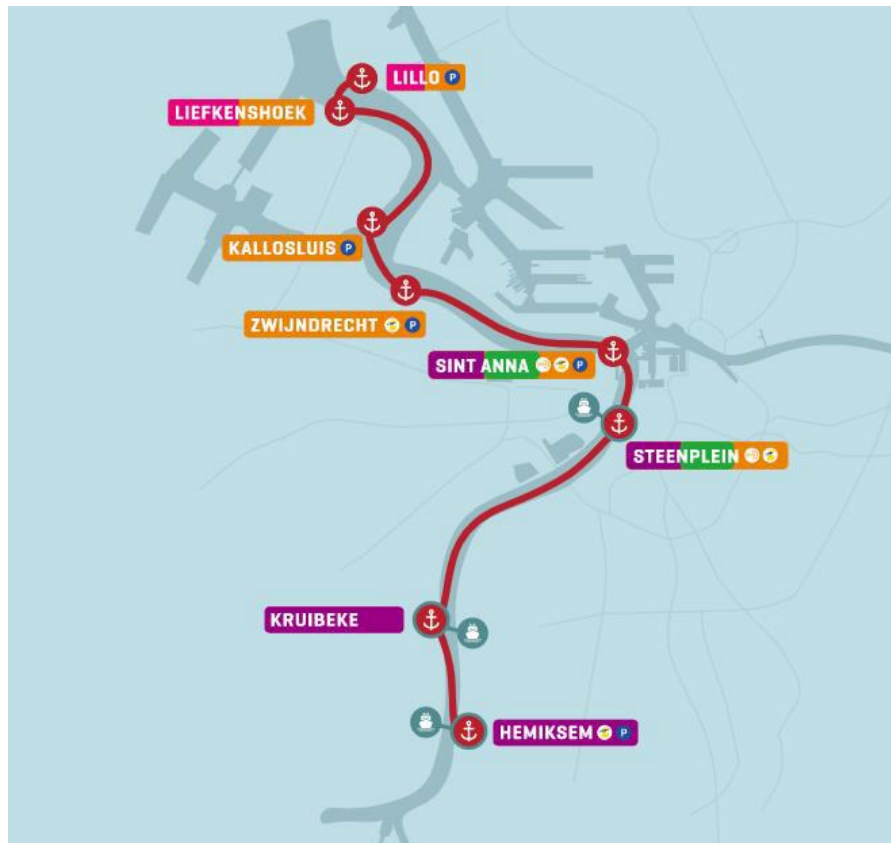 LILLO P
LIEFKENSHOEK
KALLOSLUIS P
ZWIJNDRECHT P
SINT ANNA P
STEENPLEIN
KRUIBEKE
HEMIKSEM P